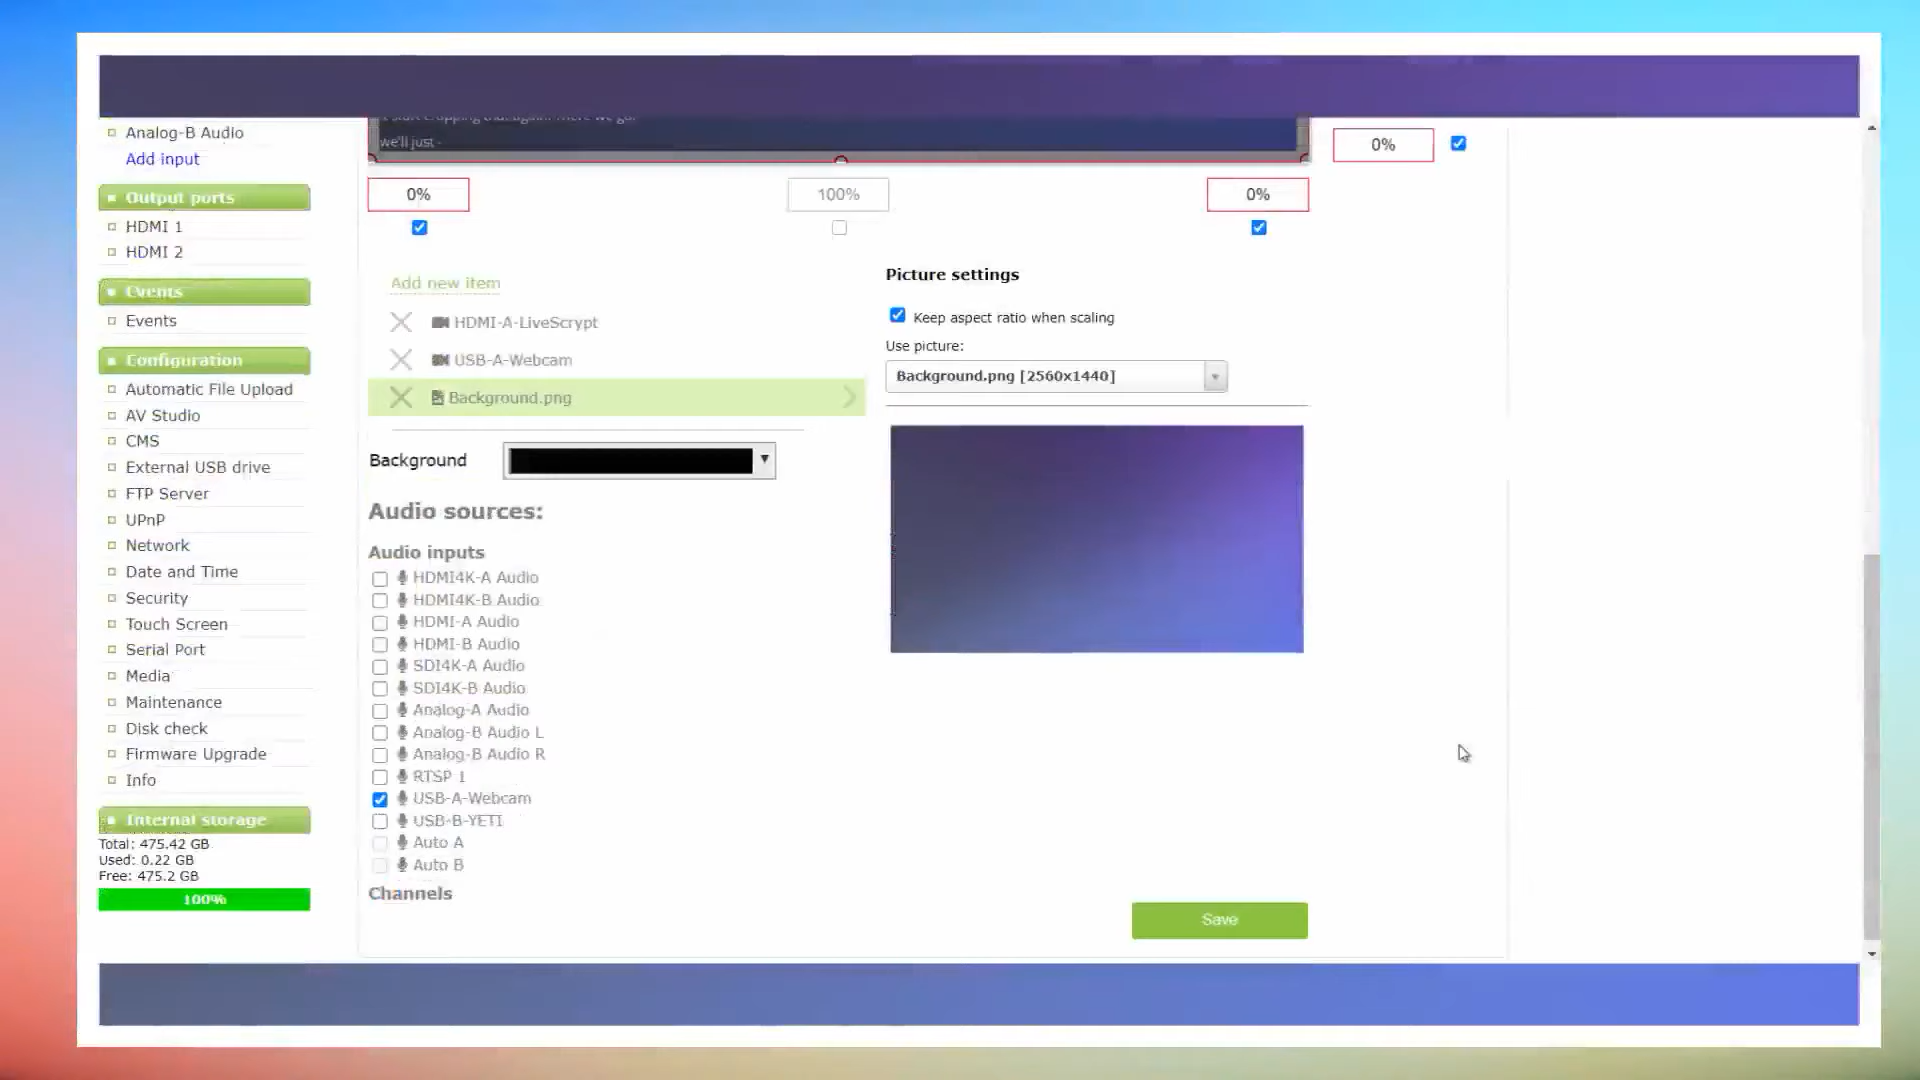 Analog-B Audio
Add input
Output ports
HDMI 1
HDMI 2
Events
Events
Configuration
Automatic File Upload
AV Studio
CMS
External USB drive
FTP Server
UPnP
Network
Date and Time
Security
Touch Screen
Serial Port
Media
Maintenance
Disk check
Firmware Upgrade
Info
Internal storage
Total: 475.42 GB
Used: 0.22 GB
Free: 475.2 GB
100%
we'll just -
0%
0%
100%
0%
Add new item
HDMI-A-LiveScrypt
USB-A-Webcam
Background.png
Background
Audio sources:
Audio inputs
HDMI4K-A Audio
HDMI4K-B Audio
HDMI-A Audio
HDMI-B Audio
SDI4K-A Audio
SDI4K-B Audio
Analog-A Audio
Analog-B Audio L
Analog-B Audio R
RTSP 1
USB-A-Webcam
USB-B-YETI
Auto A
Auto B
Channels
Picture settings
Keep aspect ratio when scaling
Use picture:
Background.png [2560x1440]
Save